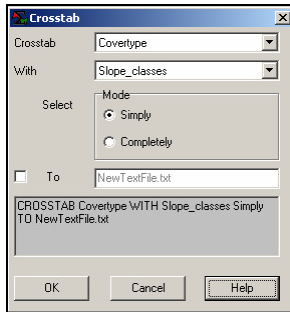 Crosstab
Crosstab Covertype
With Slope_classes
Select Mode
Simply
Completely
To NewTextFile.txt
CROSSTAB Covertype WITH Slope_classes Simply
TO NewTextFile.txt
OK Cancel Help